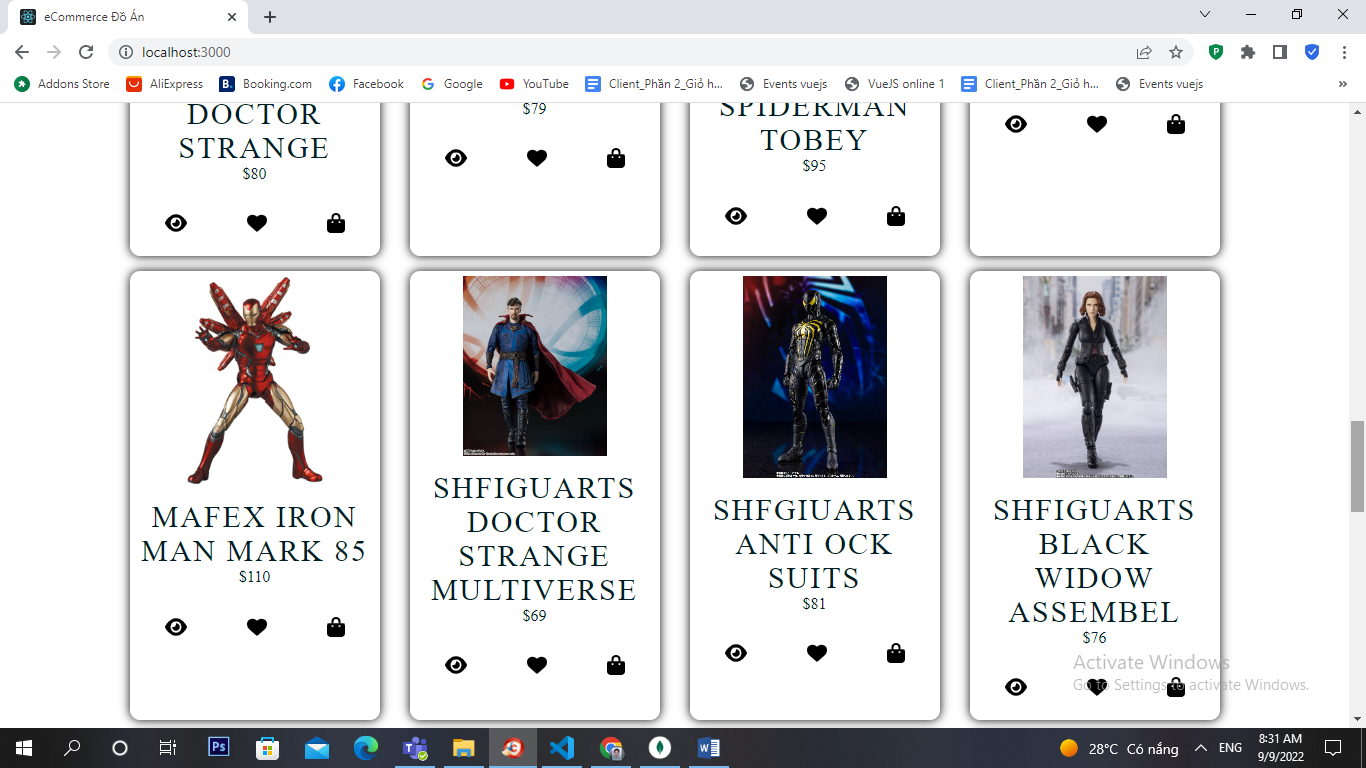 eCommerce Đồ Án
localhost:3000
Addons Store
AliExpress
Booking.com
Facebook
Google
YouTube
Client_Phần 2_Giỏ h...
Events vuejs
VueJS online 1
Client_Phần 2_Giỏ h...
Events vuejs
»
DOCTOR
STRANGE
$80
$79
SPIDERMAN
TOBEY
$95
MAFEX IRON
MAN MARK 85
$110
SHFIGUARTS
DOCTOR
STRANGE
MULTIVERSE
$69
SHFGIUARTS
ANTI OCK
SUITS
$81
SHFIGUARTS
BLACK
WIDOW
ASSEMBEL
$76
Activate Windows
Go to Settings to activate Windows.
Ps
28°C Có nắng
ENG
8:31 AM
9/9/2022